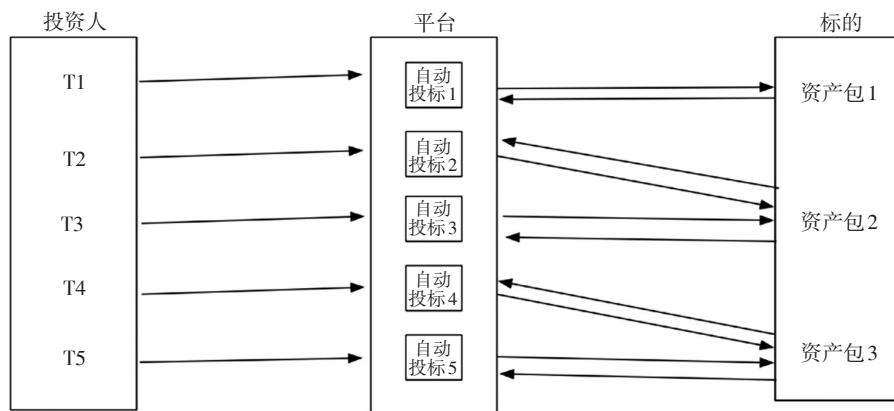 投资人
平台
标的
T1
自动
投标1
资产包1
T2
自动
投标2
T3
自动
投标3
资产包2
T4
自动
投标4
T5
自动
投标5
资产包3